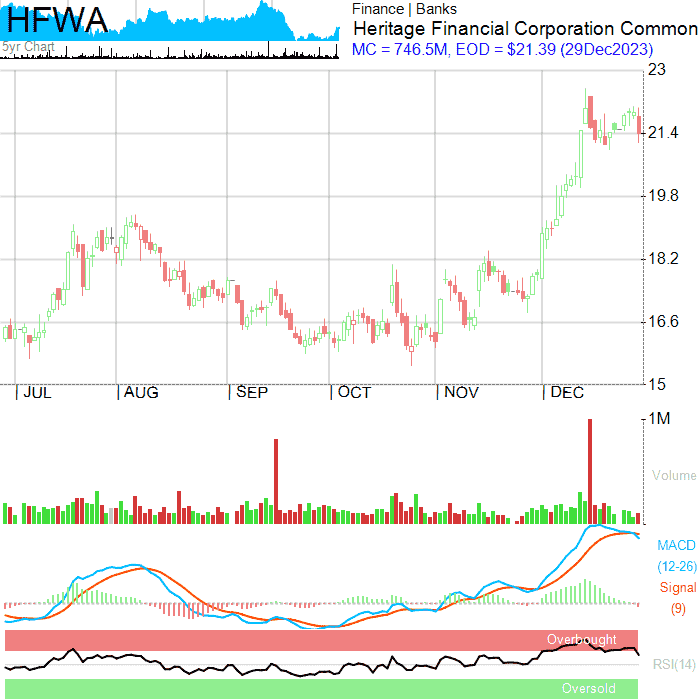 HFWA
5yr Chart
Finance | Banks
Heritage Financial Corporation Common
MC = 746.5M, EOD = $21.39 (29Dec2023)
23
21.4
19.8
18.2
16.6
15
JUL AUG SEP OCT NOV DEC
1M
Volume
MACD
(12-26)
Signal
(9)
Overbought
RSI(14)
Oversold